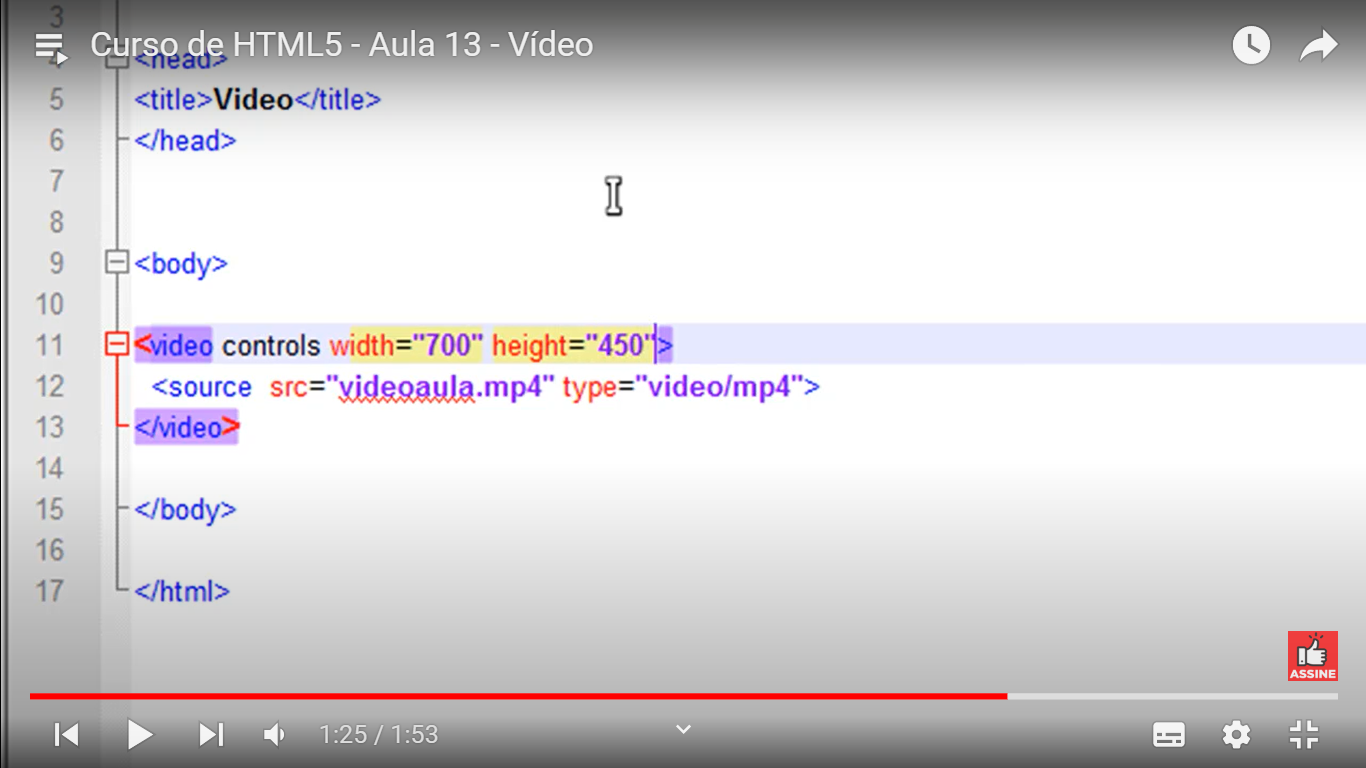 Curso de HTML5 - Aula 13 - Vídeo
3
4 <head>
5 <title>Video</title>
6 </head>
7
8
9 <body>
10
11 <video controls width="700" height="450">
12 <source src="videoaula.mp4" type="video/mp4">
13 </video>
14
15 </body>
16
17 </html>
ASSINE
1:25 / 1:53